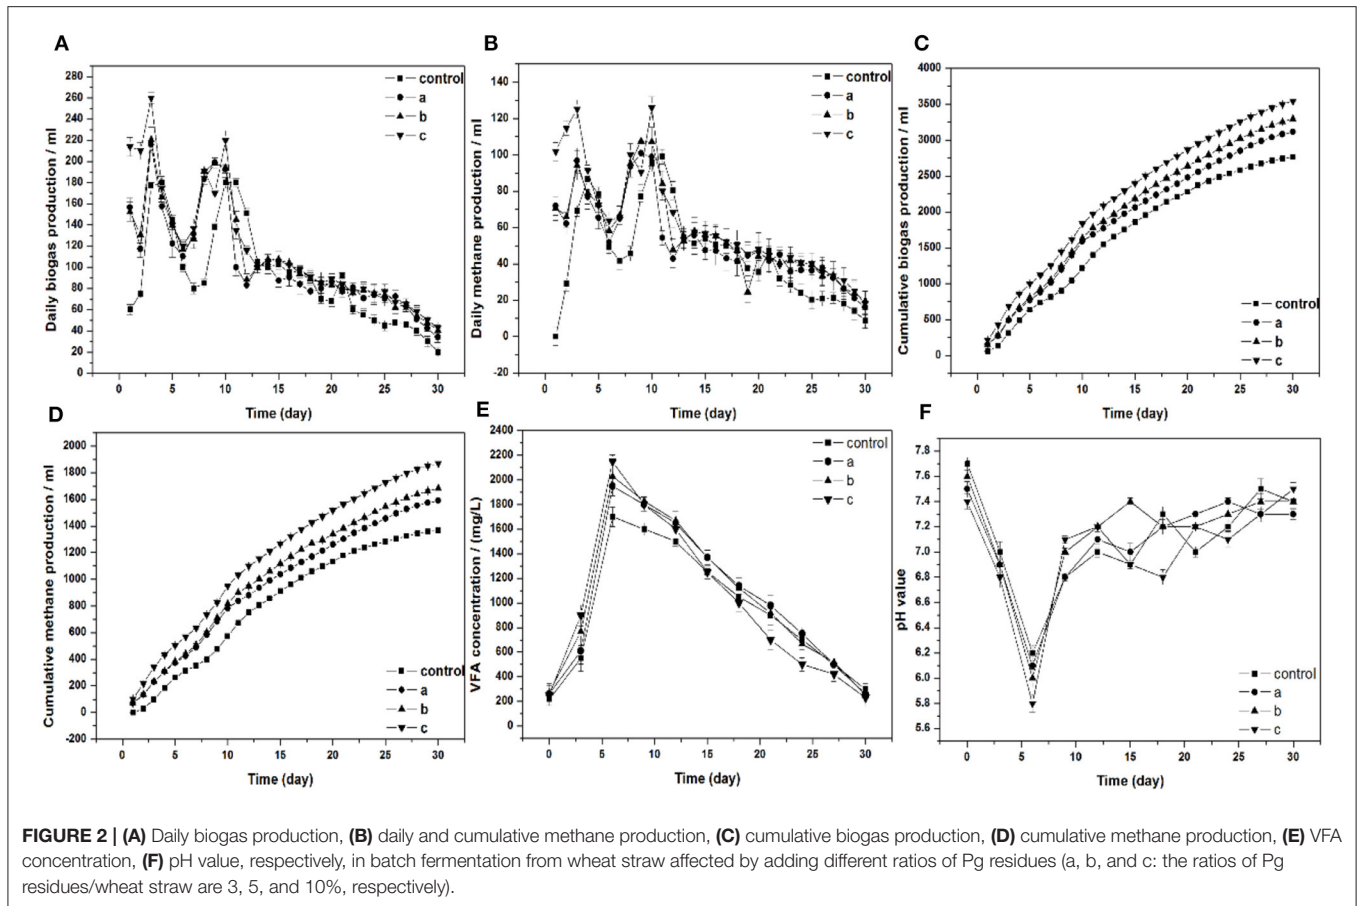 A
Daily biogas production / ml
280
260
240
220
200
180
160
140
120
100
80
60
40
20
0
0 5 10 15 20 25 30
Time (day)
control
a
b
c
B
Daily methane production / ml
140
120
100
80
60
40
20
0
-20
0 5 10 15 20 25 30
Time (day)
control
a
b
c
C
Cumulative biogas production / ml
4000
3500
3000
2500
2000
1500
1000
500
0
0 5 10 15 20 25 30
Time (day)
control
a
b
c
D
Cumulative methane production / ml
2000
1800
1600
1400
1200
1000
800
600
400
200
0
-200
0 5 10 15 20 25 30
Time (day)
control
a
b
c
E
VFA concentration / (mg/L)
2400
2200
2000
1800
1600
1400
1200
1000
800
600
400
200
0
0 3 6 9 12 15 18 21 24 27 30
Time (day)
control
a
b
c
F
pH value
7.8
7.6
7.4
7.2
7.0
6.8
6.6
6.4
6.2
6.0
5.8
5.6
0 5 10 15 20 25 30
Time (day)
control
a
b
c
FIGURE 2 | (A) Daily biogas production, (B) daily and cumulative methane production, (C) cumulative biogas production, (D) cumulative methane production, (E) VFA
concentration, (F) pH value, respectively, in batch fermentation from wheat straw affected by adding different ratios of Pg residues (a, b, and c: the ratios of Pg
residues/wheat straw are 3, 5, and 10%, respectively).